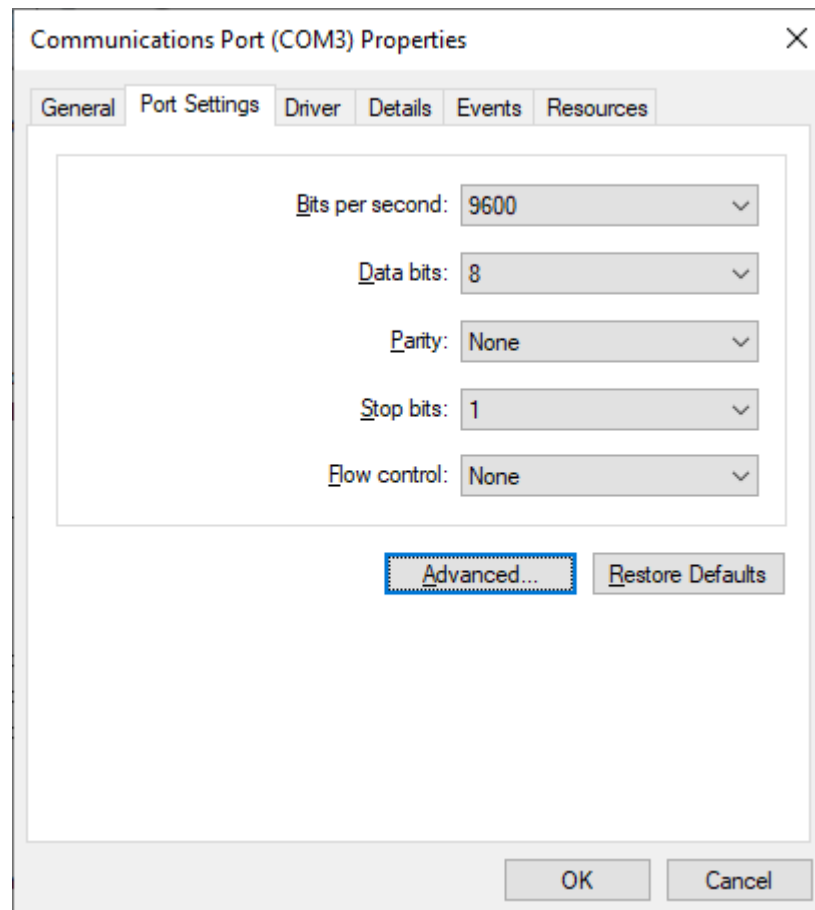 Communications Port (COM3) Properties
General Port Settings Driver Details Events Resources
Bits per second: 9600
Data bits: 8
Parity: None
Stop bits: 1
Flow control: None
Advanced... Restore Defaults
OK Cancel